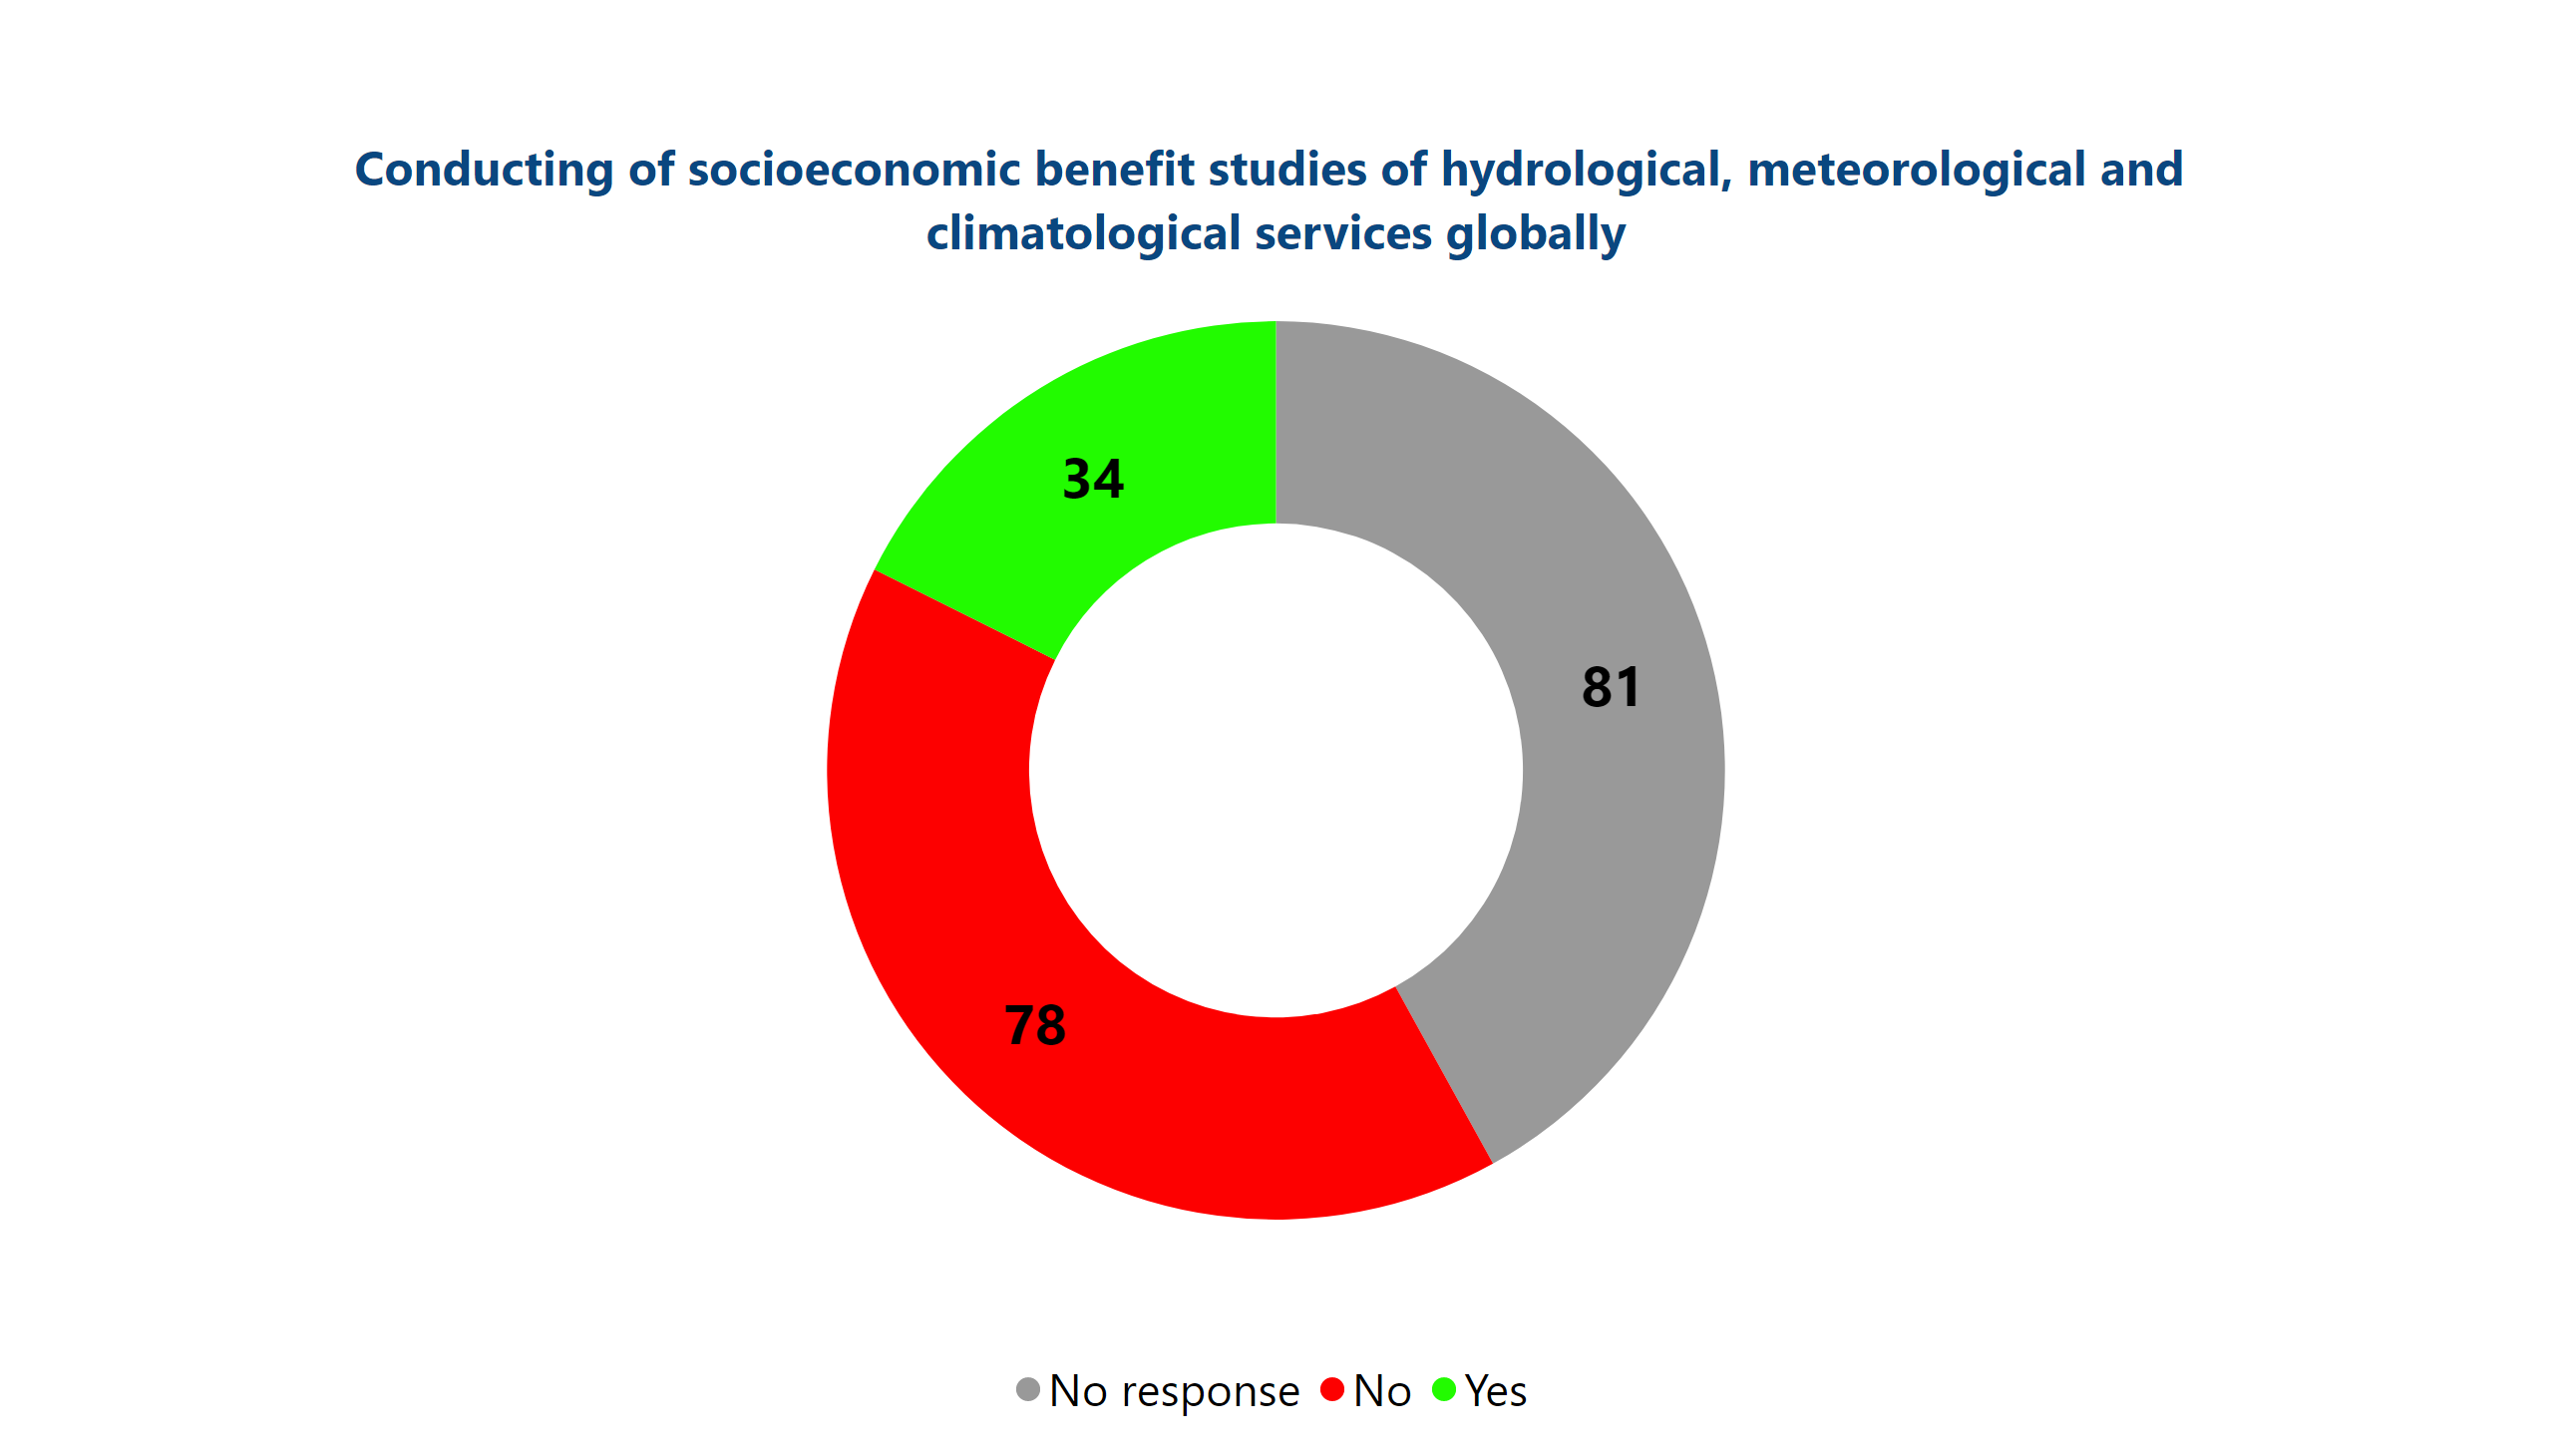 Conducting of socioeconomic benefit studies of hydrological, meteorological and
climatological services globally
34
81
78
No response No Yes